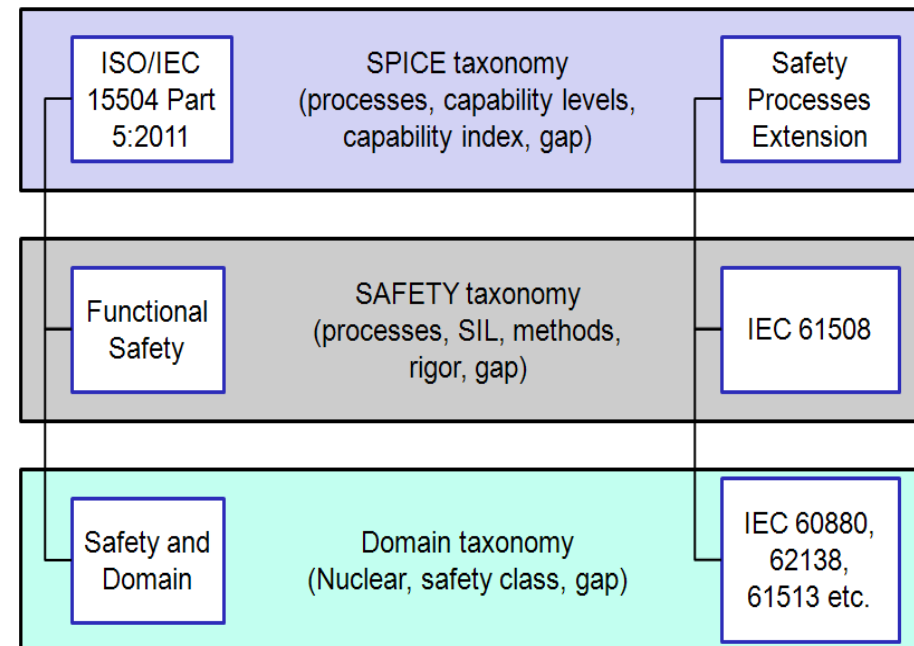 ISO/IEC
15504 Part
5:2011
SPICE taxonomy
(processes, capability levels,
capability index, gap)
Safety
Processes
Extension
Functional
Safety
SAFETY taxonomy
(processes, SIL, methods,
rigor, gap)
IEC 61508
Safety and
Domain
Domain taxonomy
(Nuclear, safety class, gap)
IEC 60880,
62138,
61513 etc.